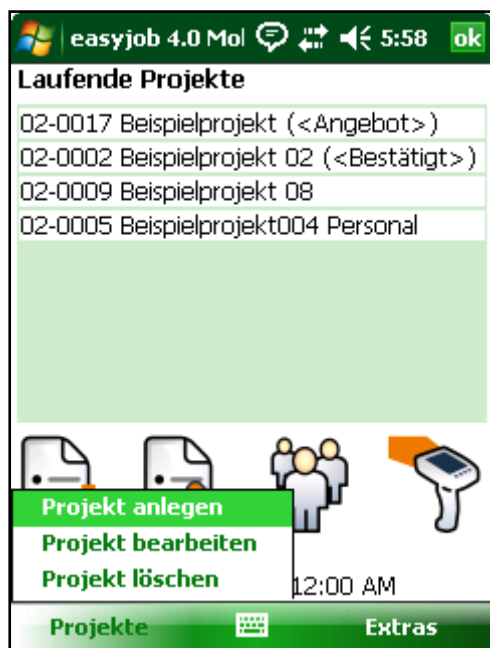 easyjob 4.0 Mol 5:58 ok
Laufende Projekte
02-0017 Beispielprojekt (<Angebot>)
02-0002 Beispielprojekt 02 (<Bestätigt>)
02-0009 Beispielprojekt 08
02-0005 Beispielprojekt004 Personal
Projekt anlegen
Projekt bearbeiten
Projekt löschen
12:00 AM
Projekte Extras